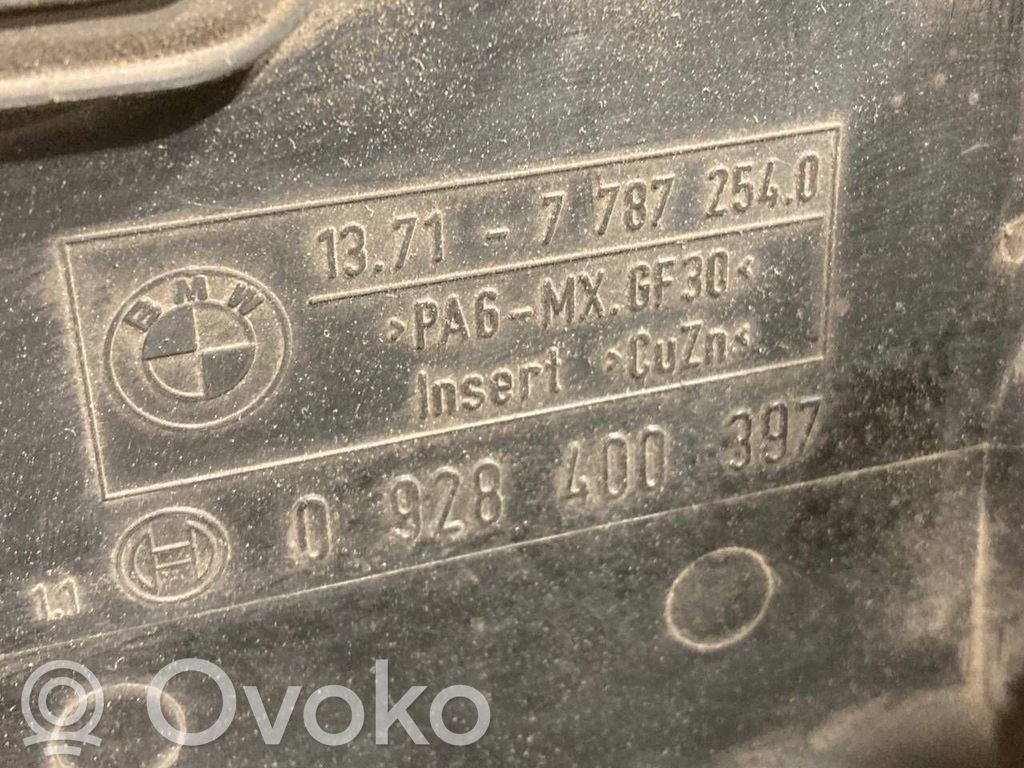 13.71 - 7 787 254.0
BMW
>PA6-MX.GF30<
Insert >CuZn<
0 928 400 397
1.1
© Ovoko